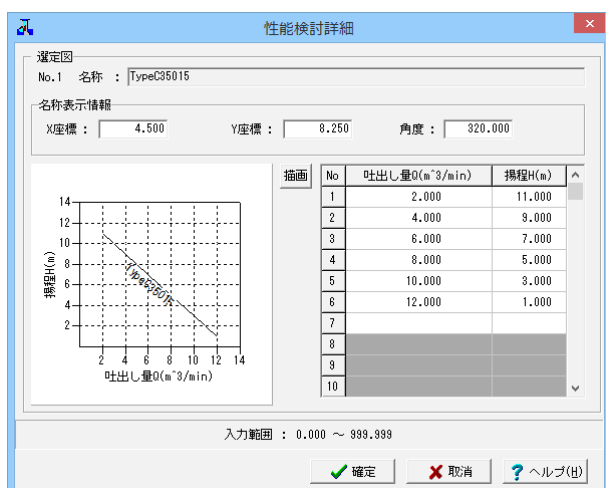 性能検討詳細
選定図
No.1 名称 : TypeC35015
名称表示情報
X座標 : 4.500 Y座標 : 8.250 角度 : 320.000
描画
No 吐出し量Q(m^3/min) 揚程H(m)
1 2.000 11.000
2 4.000 9.000
3 6.000 7.000
4 8.000 5.000
5 10.000 3.000
6 12.000 1.000
7
8
9
10
14
12
10
8
6
4
2
揚程H(m)
TypeC35015
2 4 6 8 10 12 14
吐出し量Q(m^3/min)
入力範囲 : 0.000 ～ 999.999
確定 取消 ヘルプ(H)